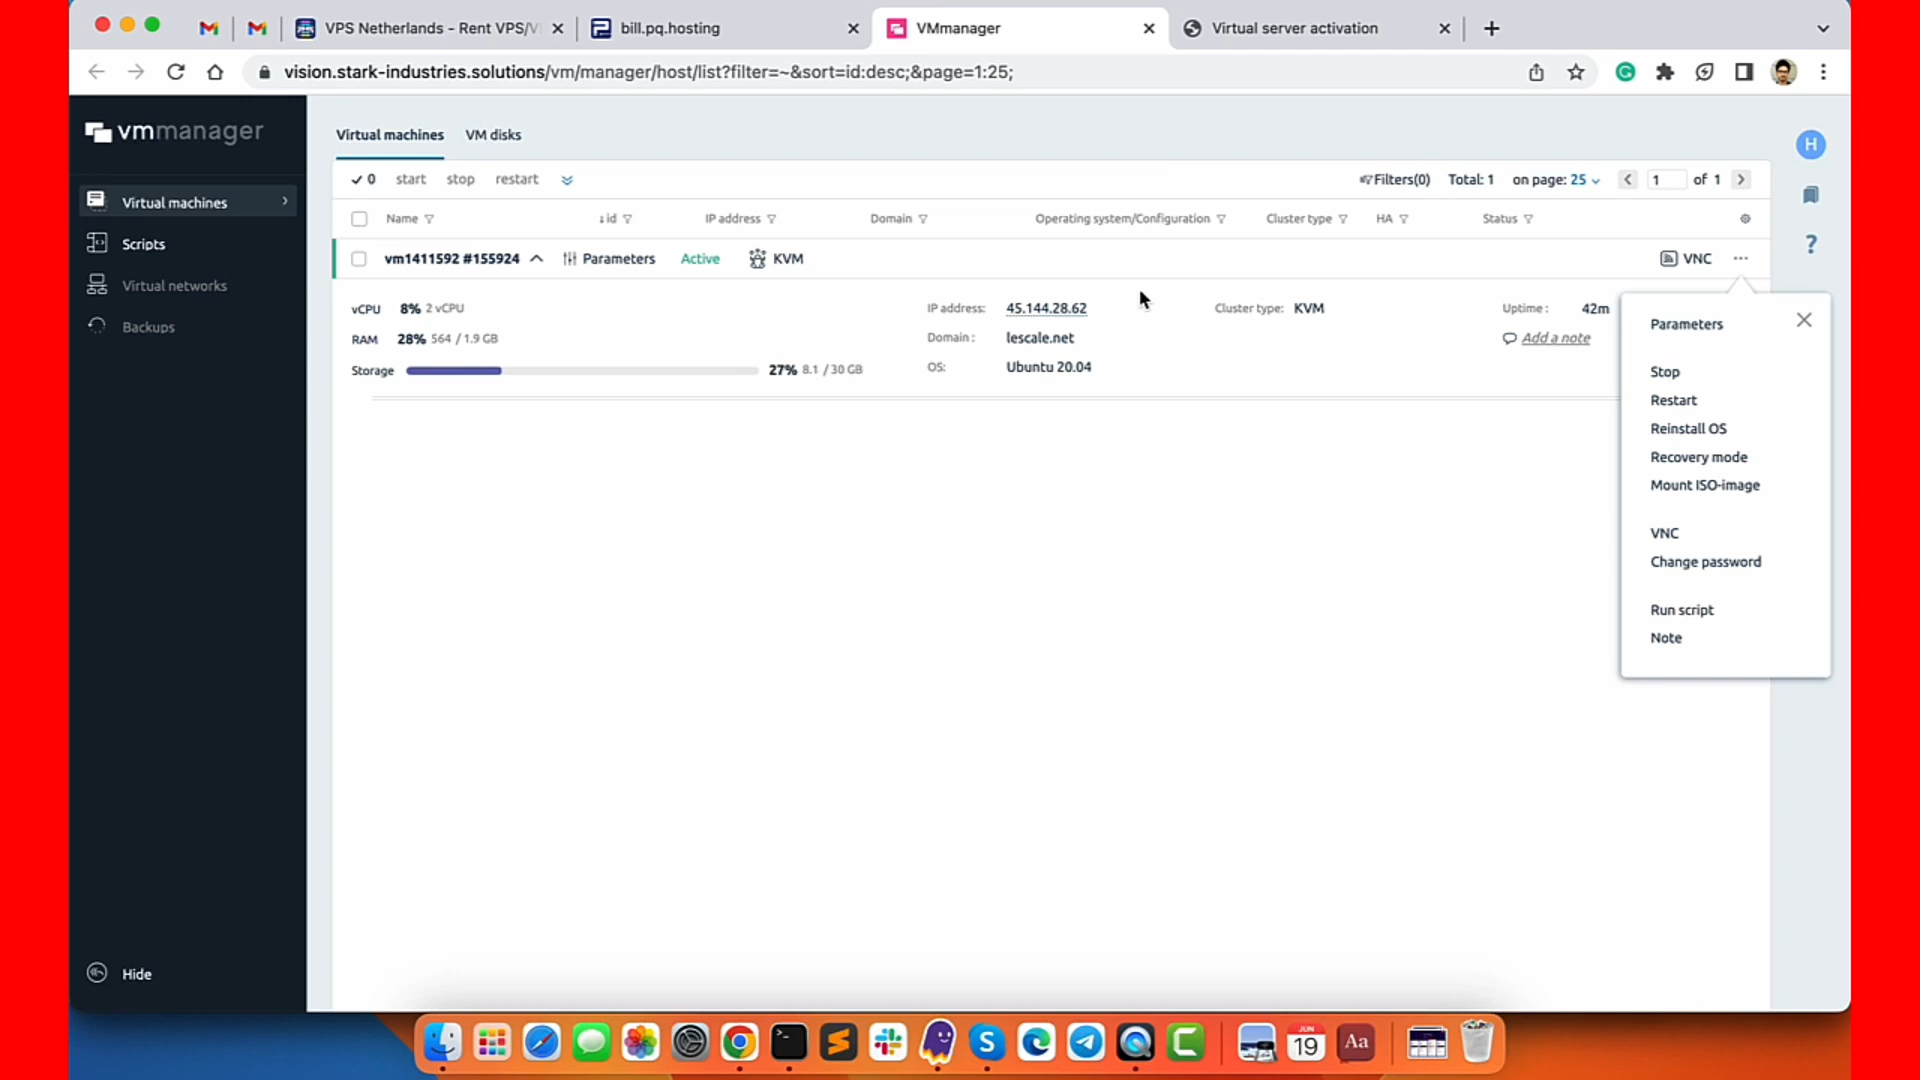 VPS Netherlands - Rent VPS/V
bill.pq.hosting
VMmanager
Virtual server activation
vision.stark-industries.solutions/vm/manager/host/list?filter=~&sort=id:desc;&page=1:25;
vmmanager
Virtual machines
Scripts
Virtual networks
Backups
Hide
Virtual machines VM disks
0 start stop restart
Filters(0) Total: 1 on page: 25 1 of 1
Name id IP address Domain Operating system/Configuration Cluster type HA Status
vm1411592 #155924 Parameters Active KVM VNC
vCPU 8% 2 vCPU
RAM 28% 564 / 1.9 GB
Storage 27% 8.1 / 30 GB
IP address: 45.144.28.62
Domain: lescale.net
OS: Ubuntu 20.04
Cluster type: KVM
Uptime: 42m
Add a note
Parameters
Stop
Restart
Reinstall OS
Recovery mode
Mount ISO-image
VNC
Change password
Run script
Note
H
?
JUN
19
Aa